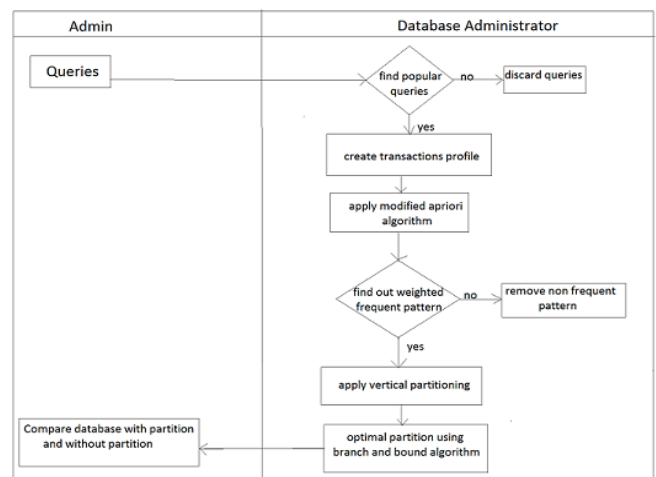 Admin
Database Administrator
Queries
find popular
queries
no
discard queries
yes
create transactions profile
apply modified apriori
algorithm
find out weighted
frequent pattern
no
remove non frequent
pattern
yes
apply vertical partitioning
Compare database with partition
and without partition
optimal partition using
branch and bound algorithm